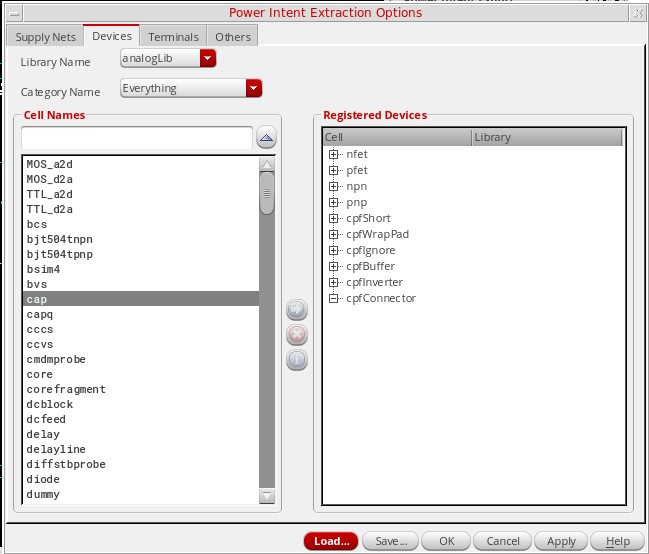 Power Intent Extraction Options
Supply Nets Devices Terminals Others
Library Name analogLib
Category Name Everything
Cell Names
MOS_a2d
MOS_d2a
TTL_a2d
TTL_d2a
bcs
bjt504tnpn
bjt504tpnp
bsim4
bvs
cap
capq
cccs
ccvs
cmdmprobe
core
corefragment
dcblock
dcfeed
delay
delayline
diffstbprobe
diode
dummy
Registered Devices
Cell Library
nfet
pfet
npn
pnp
cpfShort
cpfWrapPad
cpfIgnore
cpfBuffer
cpfInverter
cpfConnector
Load... Save... OK Cancel Apply Help